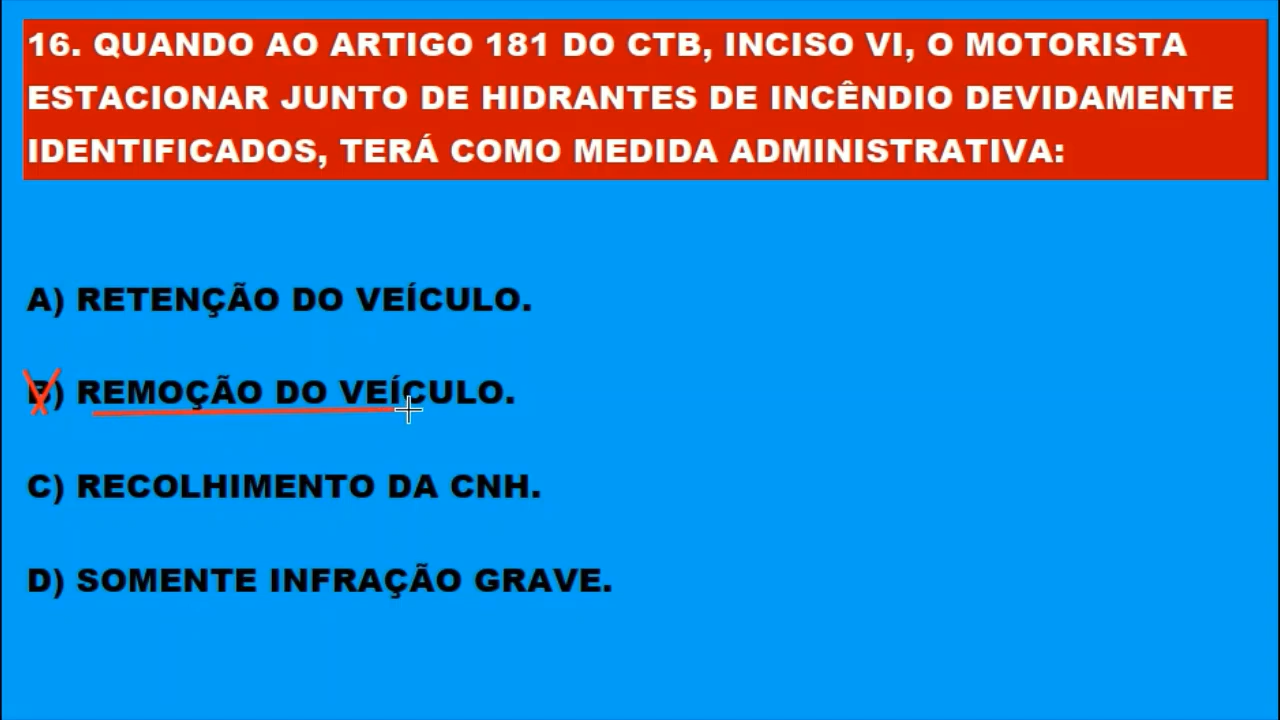 16. QUANDO AO ARTIGO 181 DO CTB, INCISO VI, O MOTORISTA
ESTACIONAR JUNTO DE HIDRANTES DE INCÊNDIO DEVIDAMENTE
IDENTIFICADOS, TERÁ COMO MEDIDA ADMINISTRATIVA:
A) RETENÇÃO DO VEÍCULO.
B) REMOÇÃO DO VEÍCULO.
C) RECOLHIMENTO DA CNH.
D) SOMENTE INFRAÇÃO GRAVE.